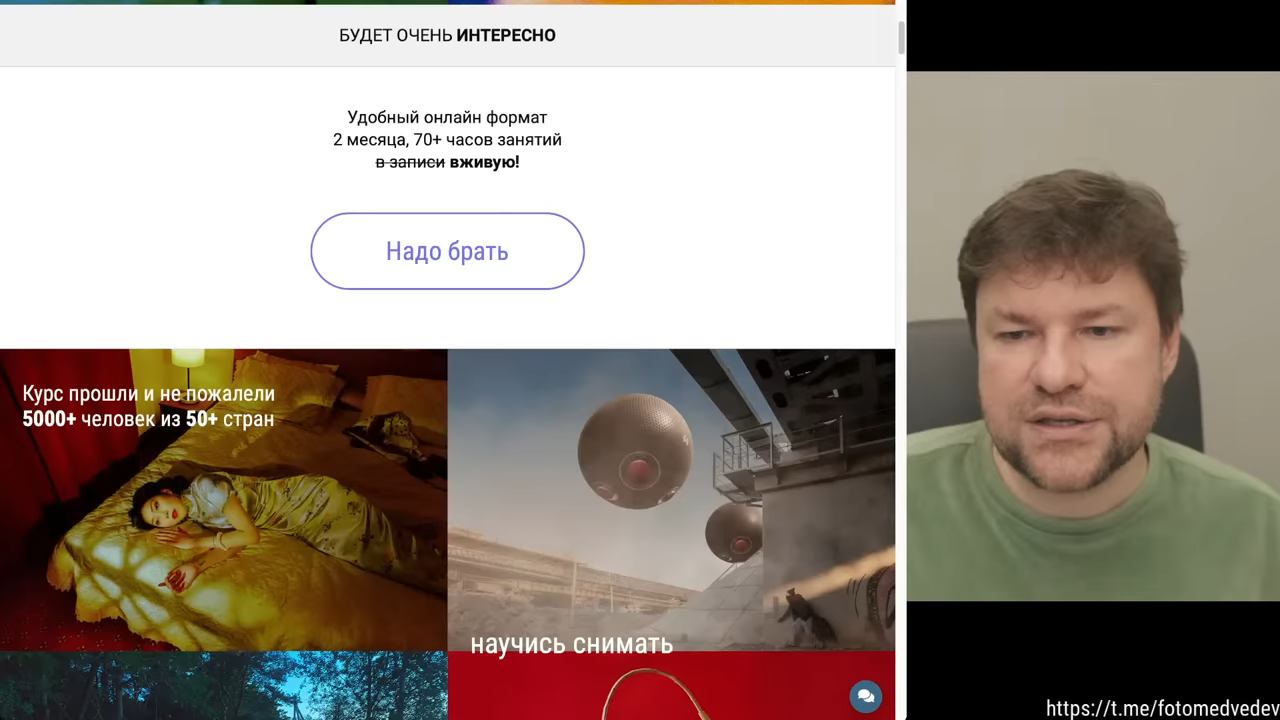 БУДЕТ ОЧЕНЬ ИНТЕРЕСНО
Удобный онлайн формат
2 месяца, 70+ часов занятий
в записи вживую!
Надо брать
Курс прошли и не пожалели
5000+ человек из 50+ стран
научись снимать
https://t.me/fotomedvedev